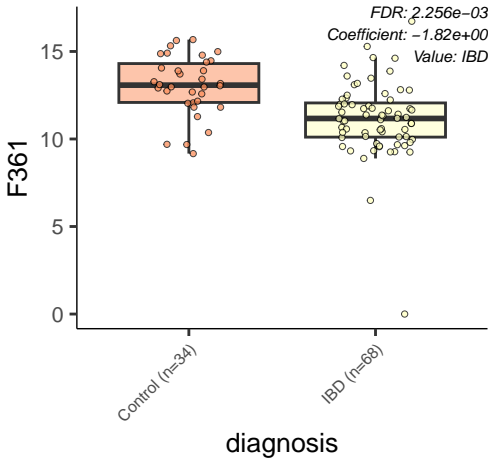 FDR: 2.256e−03
Coefficient: −1.82e+00
Value: IBD
F361
15
10
5
0
Control (n=34)
IBD (n=68)
diagnosis